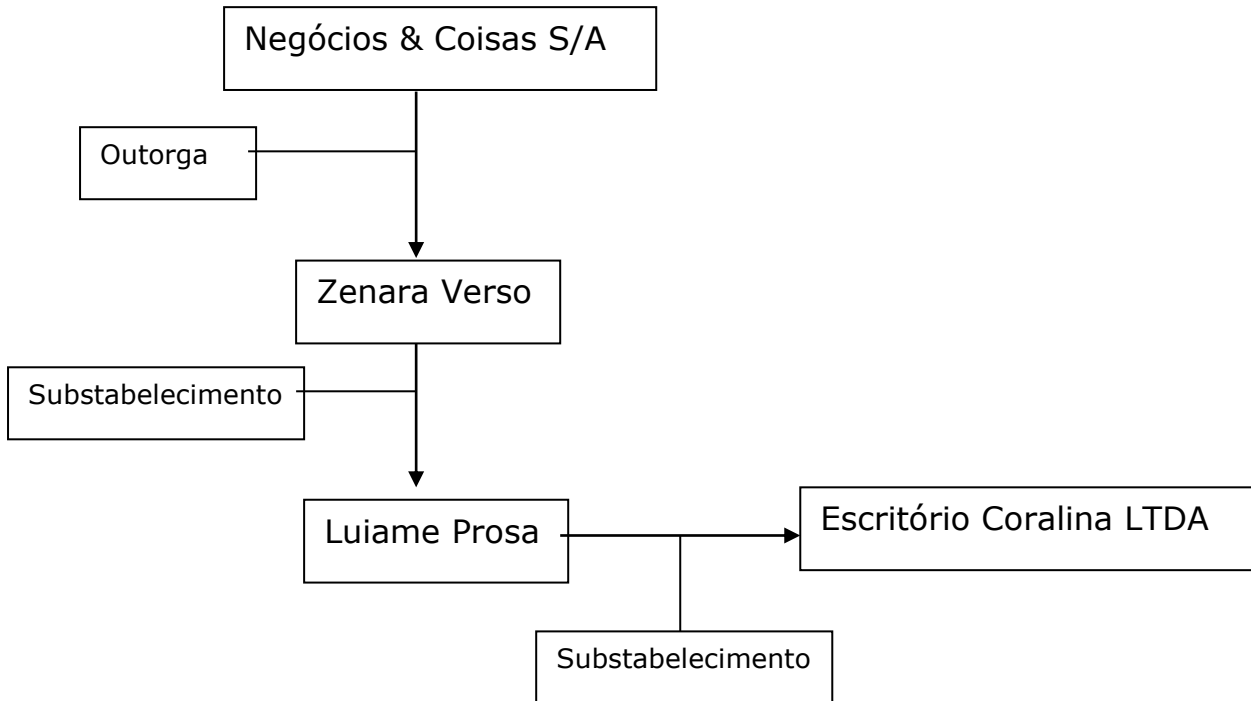 Negócios & Coisas S/A
Outorga
Zenara Verso
Substabelecimento
Luiame Prosa
Escritório Coralina LTDA
Substabelecimento